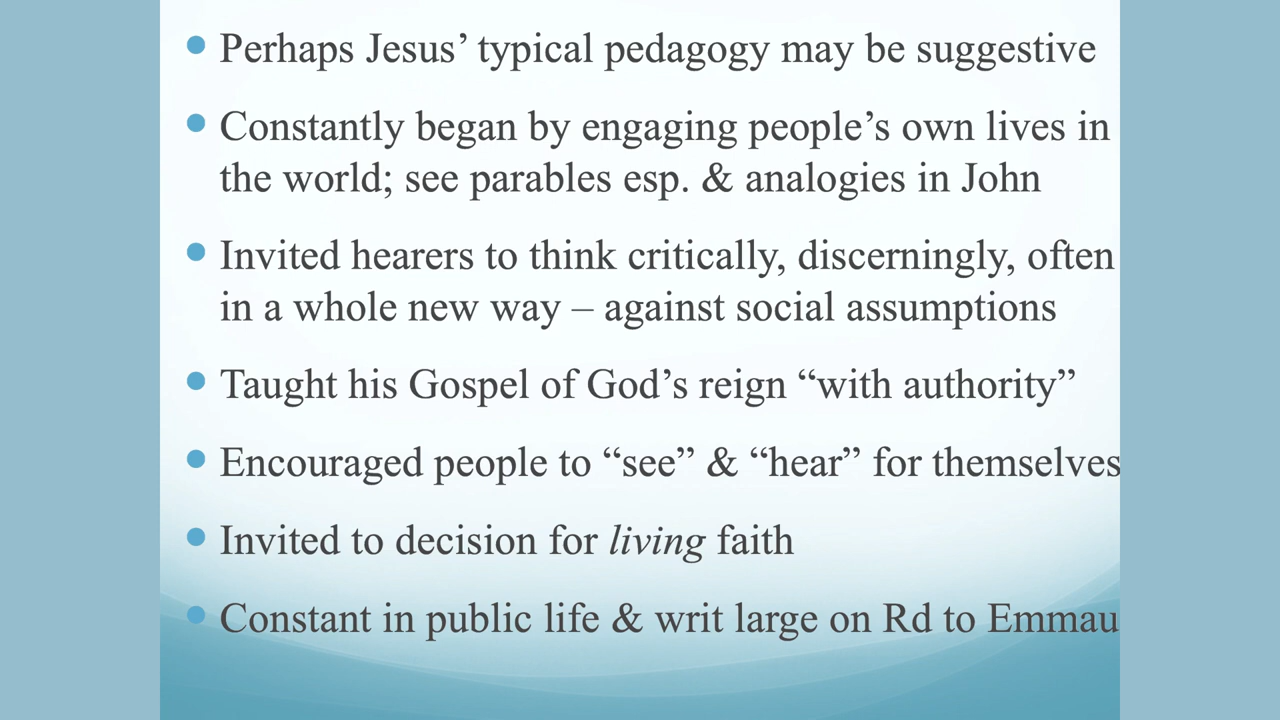 • Perhaps Jesus’ typical pedagogy may be suggestive
• Constantly began by engaging people’s own lives in
the world; see parables esp. & analogies in John
• Invited hearers to think critically, discerningly, often
in a whole new way – against social assumptions
• Taught his Gospel of God’s reign “with authority”
• Encouraged people to “see” & “hear” for themselves
• Invited to decision for living faith
• Constant in public life & writ large on Rd to Emmau